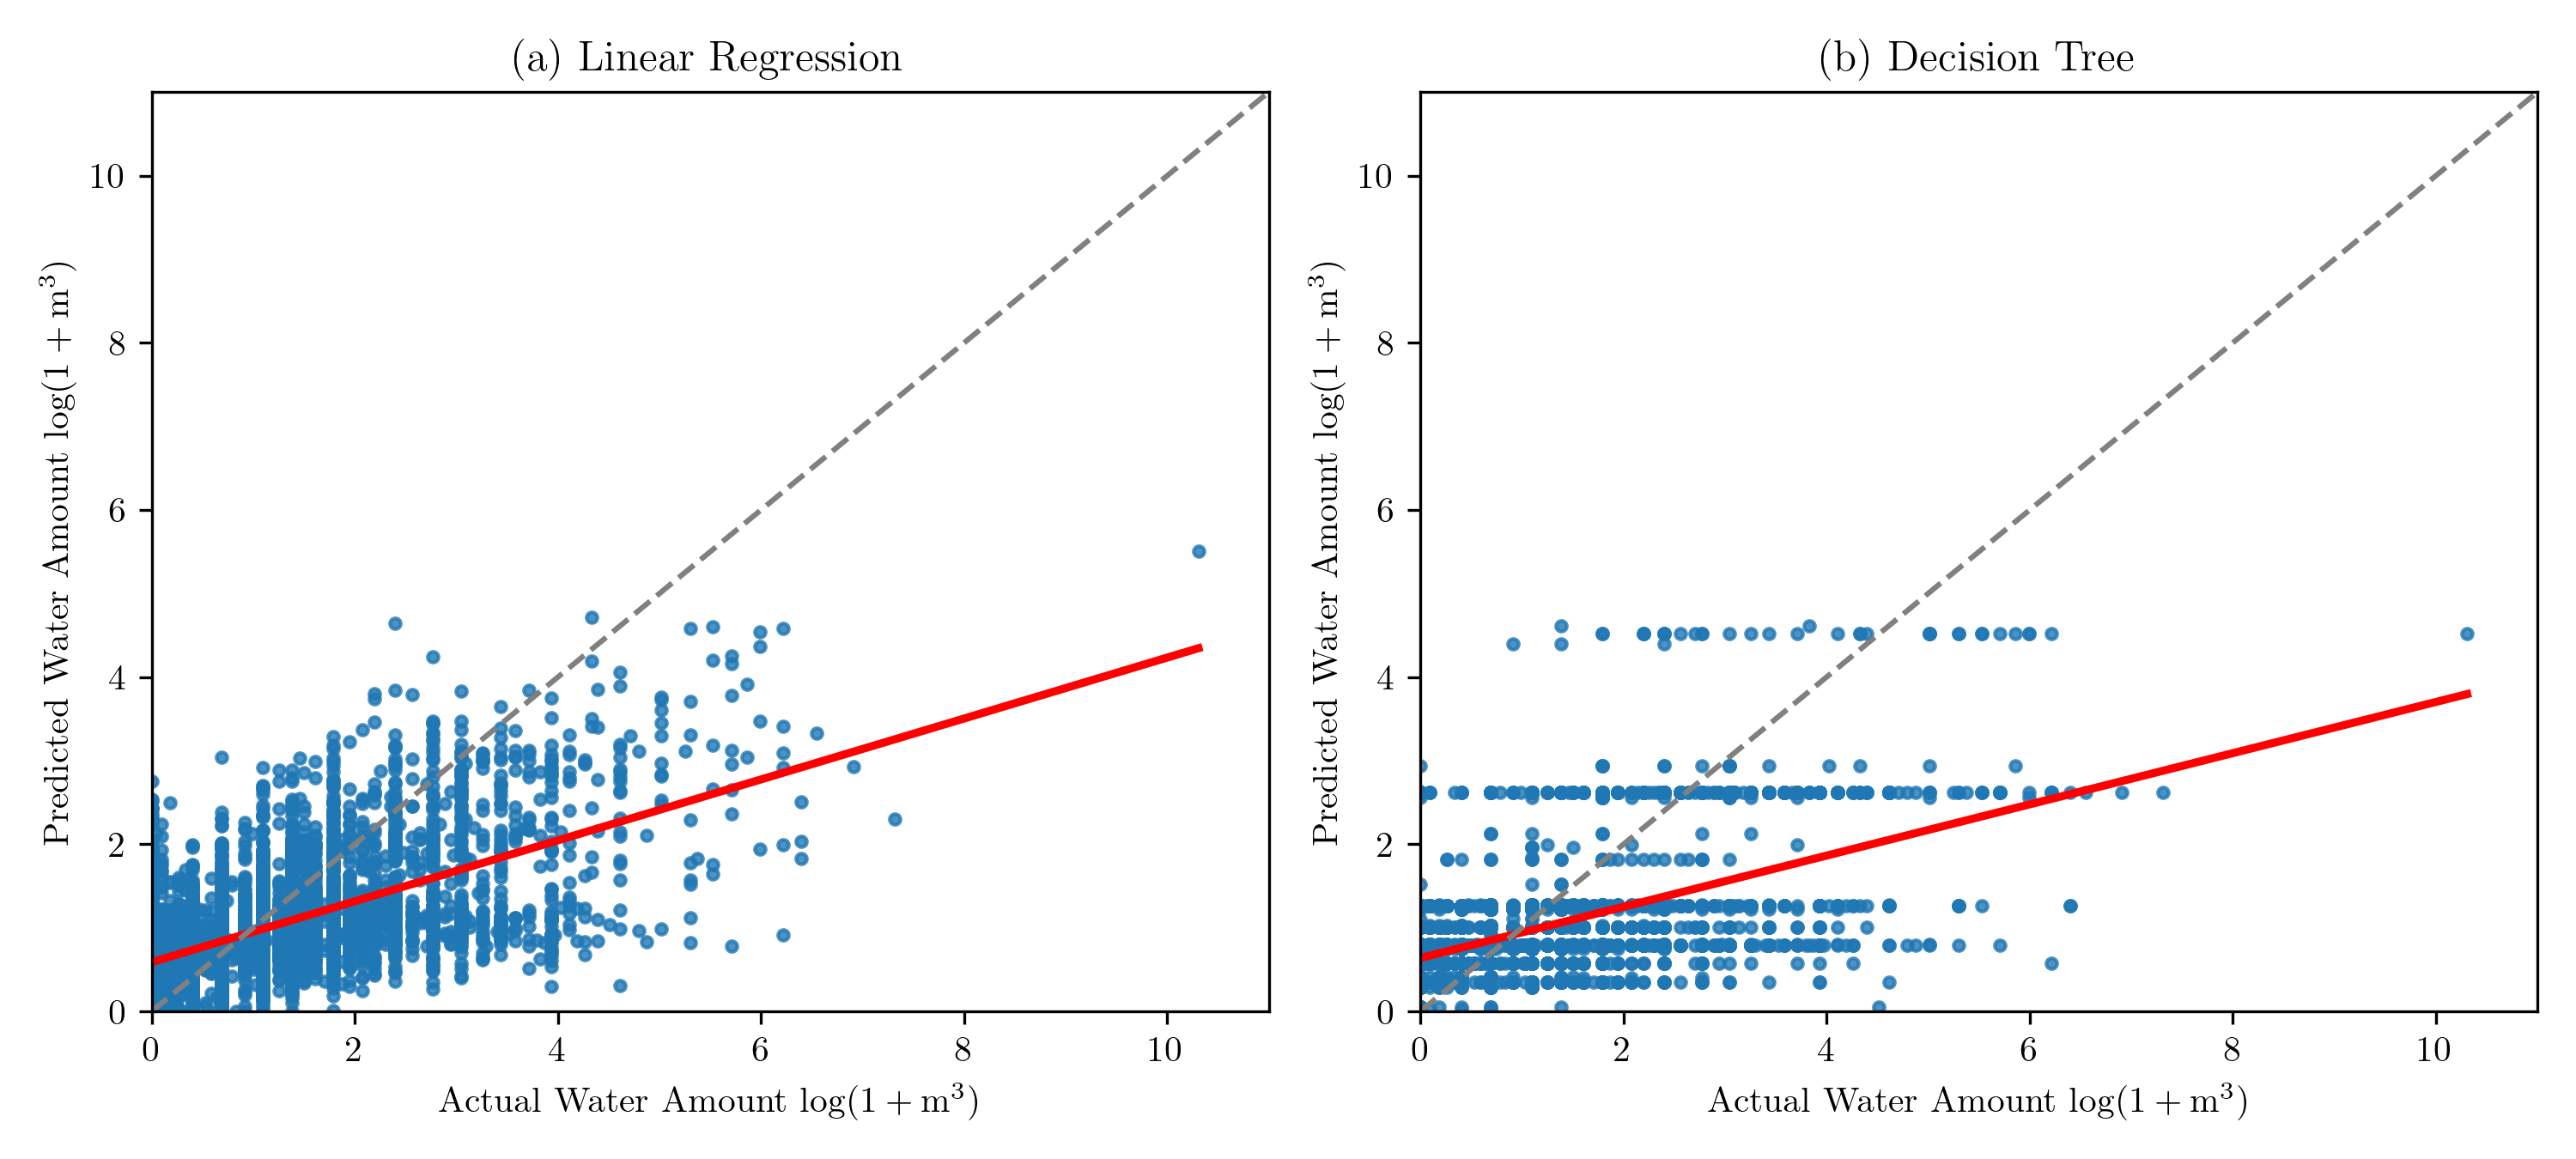 (a) Linear Regression
Predicted Water Amount log(1 + m³)
10
8
6
4
2
0
0 2 4 6 8 10
Actual Water Amount log(1 + m³)
(b) Decision Tree
Predicted Water Amount log(1 + m³)
10
8
6
4
2
0
0 2 4 6 8 10
Actual Water Amount log(1 + m³)